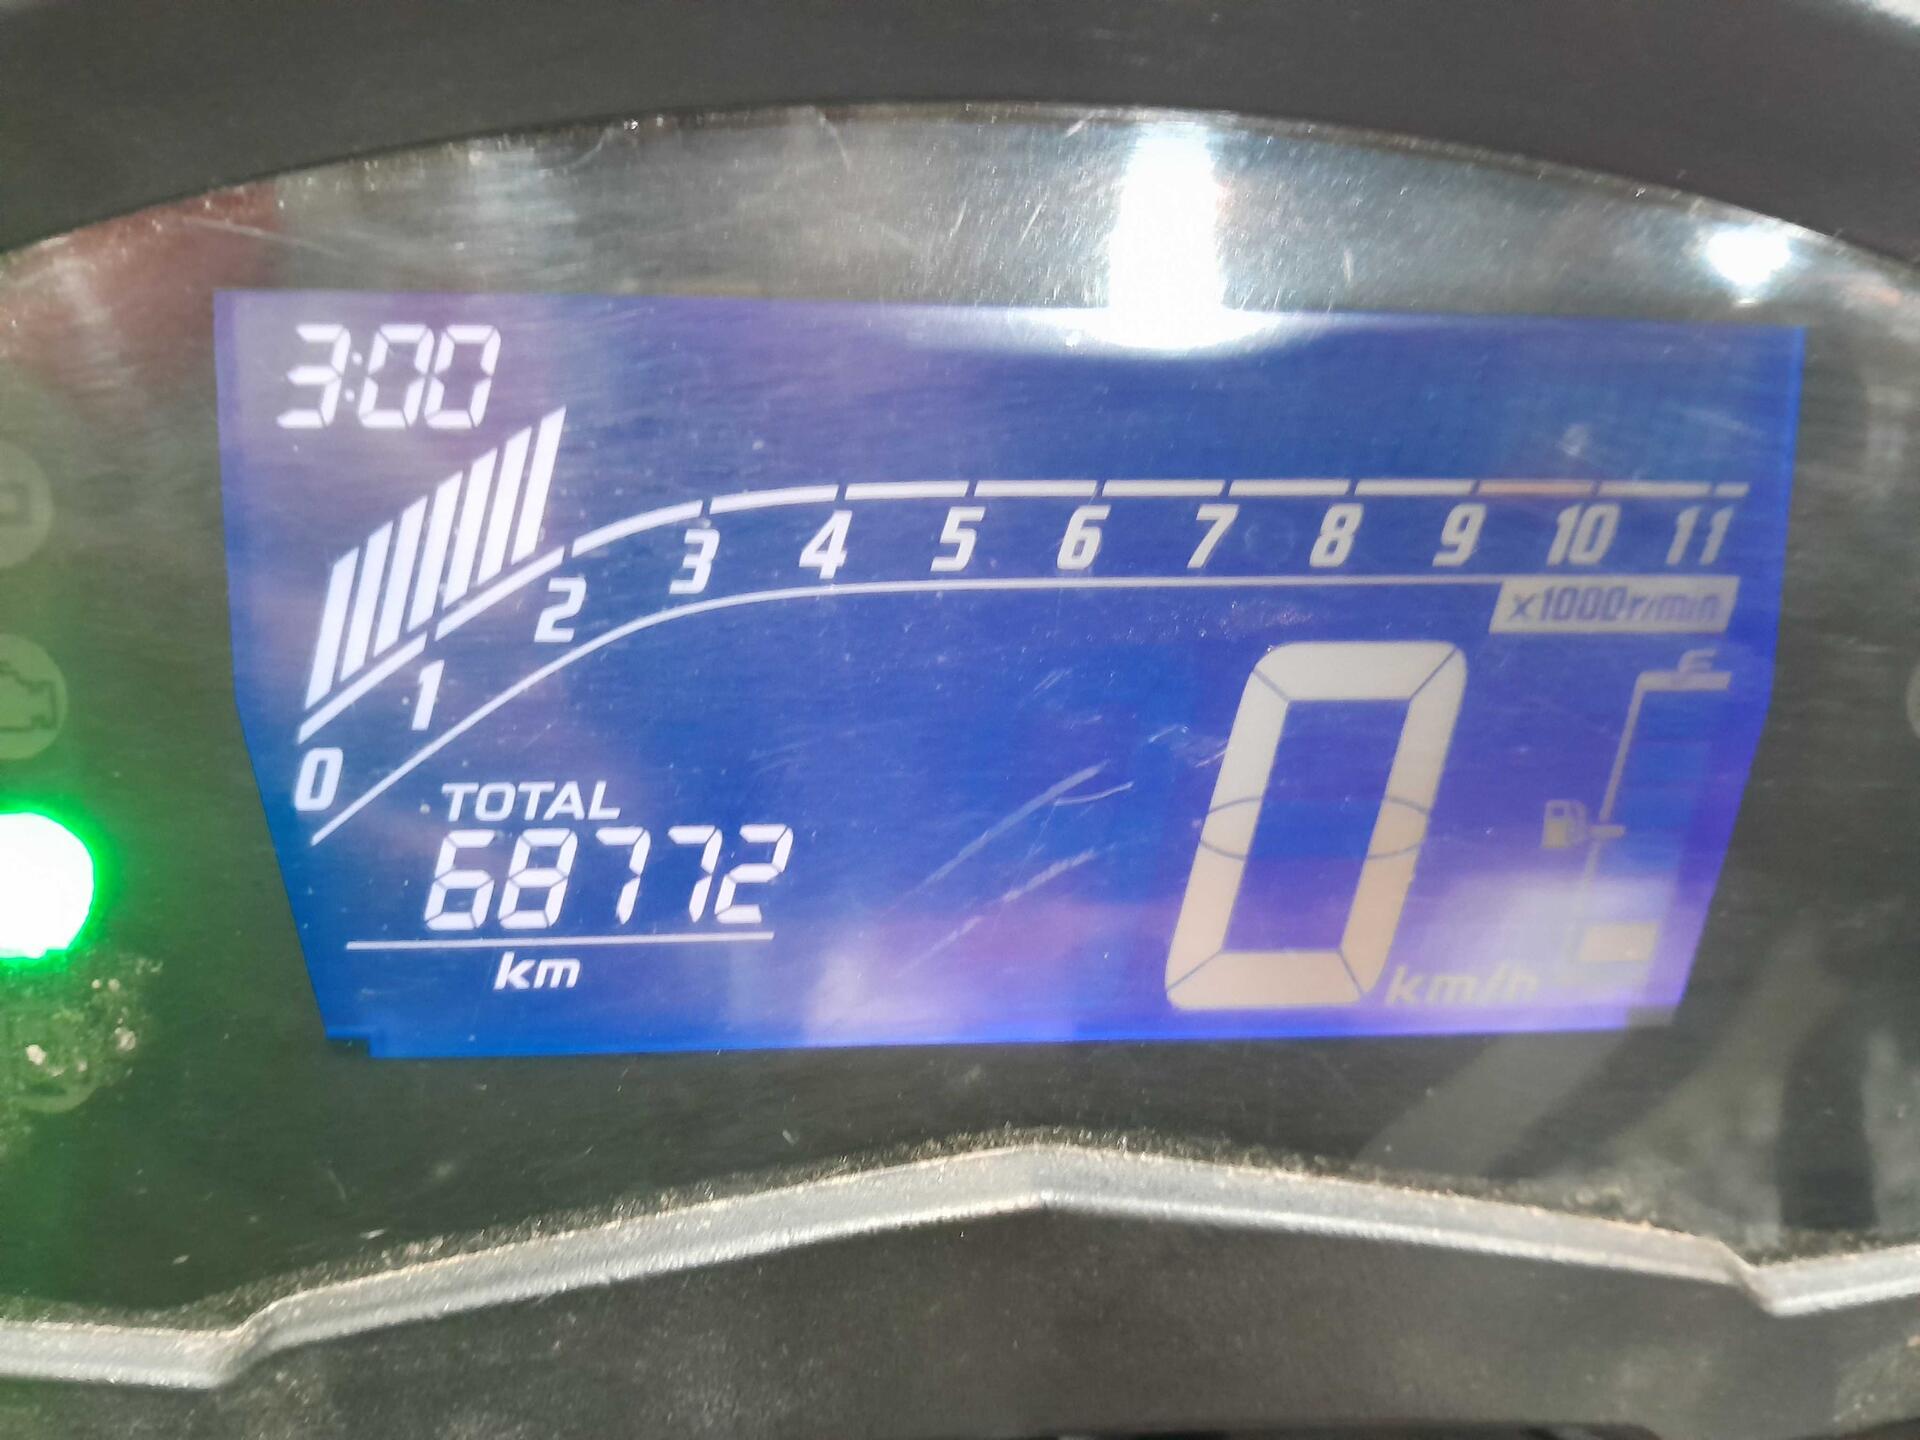 3:00
0 1 2 3 4 5 6 7 8 9 10 11
x1000r/min
F
TOTAL
68772
km
0
km/h